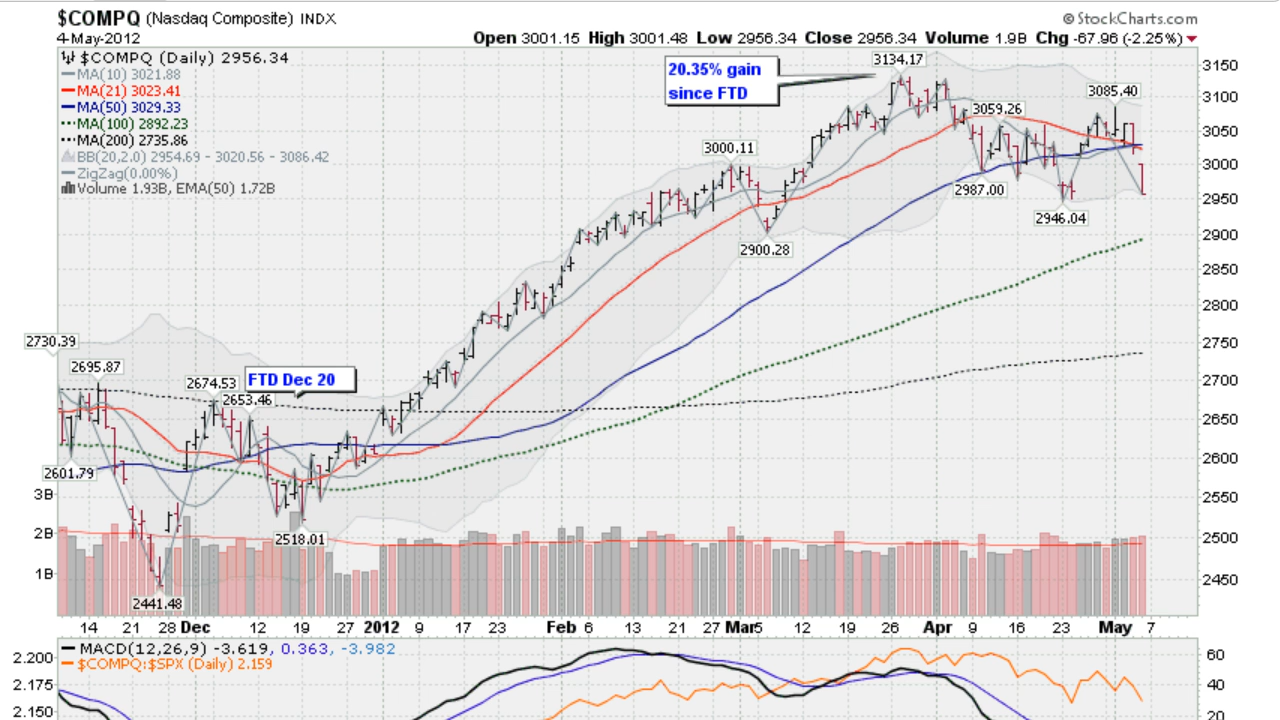 $COMPQ (Nasdaq Composite) INDX
© StockCharts.com
4-May-2012
Open 3001.15 High 3001.48 Low 2956.34 Close 2956.34 Volume 1.9B Chg -67.96 (-2.25%)
$COMPQ (Daily) 2956.34
MA(10) 3021.88
MA(21) 3023.41
MA(50) 3029.33
MA(100) 2892.23
MA(200) 2735.86
BB(20,2.0) 2954.69 - 3020.56 - 3086.42
ZigZag(0.00%)
Volume 1.93B, EMA(50) 1.72B
20.35% gain
since FTD
3134.17
3085.40
3059.26
3000.11
2987.00
2946.04
2900.28
2730.39
2695.87
2674.53
FTD Dec 20
2653.46
2601.79
2518.01
2441.48
3150
3100
3050
3000
2950
2900
2850
2800
2750
2700
2650
2600
2550
2500
2450
3B
2B
1B
14 21 28 Dec 12 19 27 2012 9 17 23 Feb 6 13 21 27 Mar 5 12 19 26 Apr 9 16 23 May 7
MACD(12,26,9) -3.619, 0.363, -3.982
$COMPQ:$SPX (Daily) 2.159
2.200
2.175
2.150
60
40
20